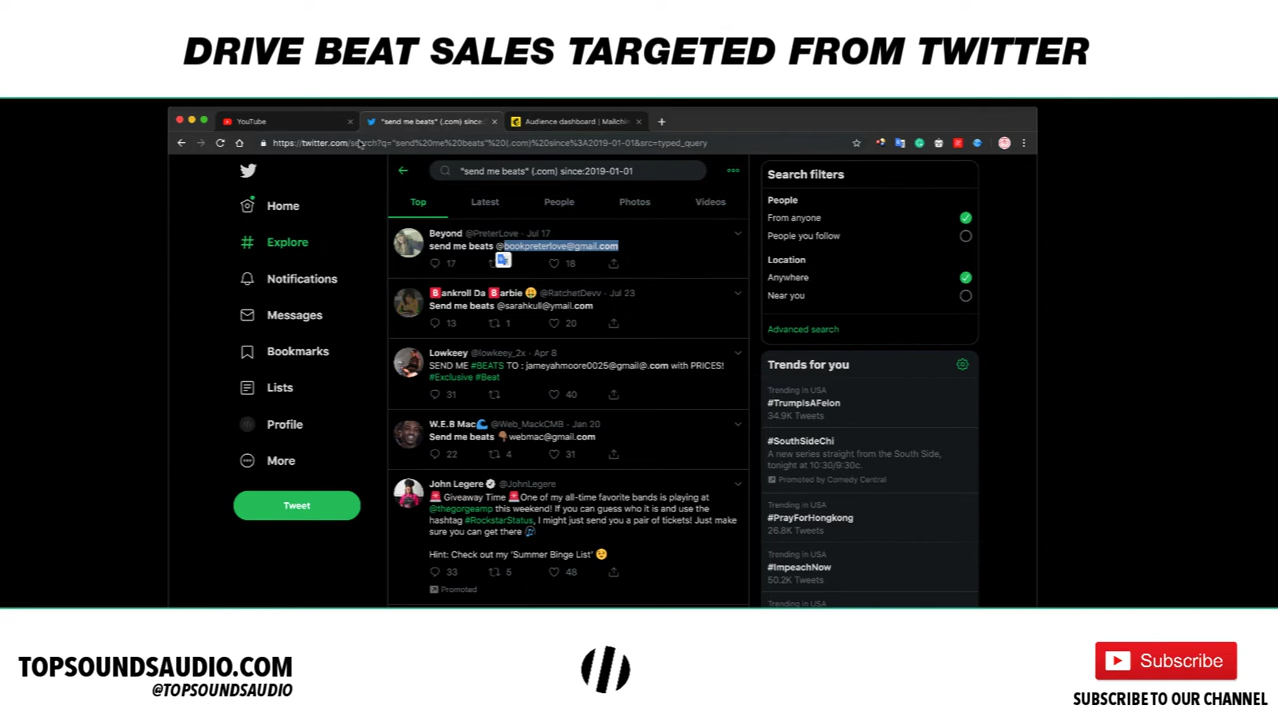 DRIVE BEAT SALES TARGETED FROM TWITTER
YouTube
"send me beats" (.com) since:
Audience dashboard | Mailchi
https://twitter.com/search?q="send%20me%20beats"%20(.com)%20since%3A2019-01-01&src=typed_query
"send me beats" (.com) since:2019-01-01
Top Latest People Photos Videos
Home
Explore
Notifications
Messages
Bookmarks
Lists
Profile
More
Tweet
Beyond @PreterLove · Jul 17
send me beats @bookpreterlove@gmail.com
17 18
B ankroll Da B arbie 😃 @RatchetDevv · Jul 23
Send me beats @sarahkull@ymail.com
13 1 20
Lowkeey @lowkeey_2x · Apr 8
SEND ME #BEATS TO : jameyahmoore0025@gmail@.com with PRICES!
#Exclusive #Beat
31 40
W.E.B Mac🌊 @Web_MackCMB · Jan 20
Send me beats 👇🏾webmac@gmail.com
22 4 31
John Legere @JohnLegere
🚨 Giveaway Time 🚨One of my all-time favorite bands is playing at
@thegorgeamp this weekend! If you can guess who it is and use the
hashtag #RockstarStatus, I might just send you a pair of tickets! Just make
sure you can get there 🎶
Hint: Check out my 'Summer Binge List' 😉
33 5 48
Promoted
Search filters
People
From anyone
People you follow
Location
Anywhere
Near you
Advanced search
Trends for you
Trending in USA
#TrumpIsAFelon
34.9K Tweets
#SouthSideChi
A new series straight from the South Side,
tonight at 10:30/9:30c.
Promoted by Comedy Central
Trending in USA
#PrayForHongkong
26.8K Tweets
Trending in USA
#ImpeachNow
50.2K Tweets
Trending in USA
TOPSOUNDSAUDIO.COM
@TOPSOUNDSAUDIO
Subscribe
SUBSCRIBE TO OUR CHANNEL